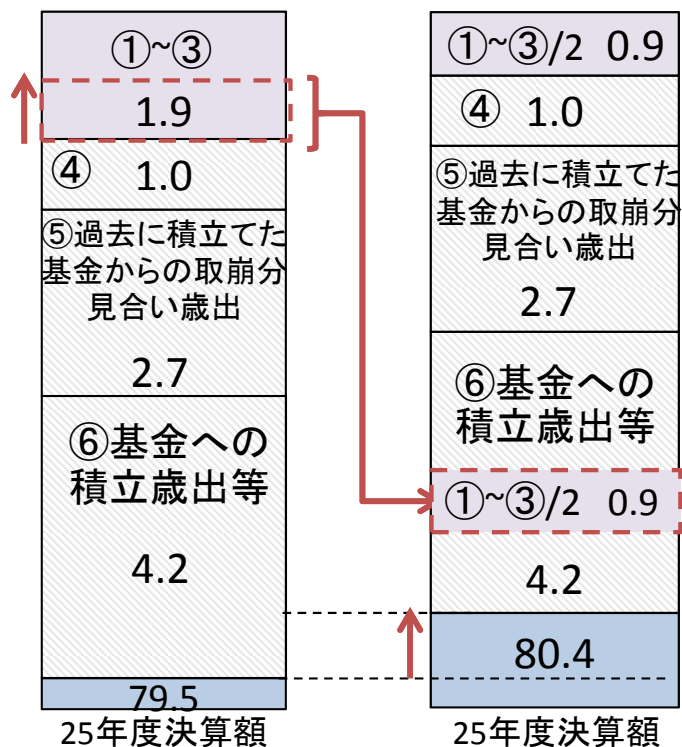 ①~③
1.9
④ 1.0
⑤過去に積立てた
基金からの取崩分
見合い歳出
2.7
⑥基金への
積立歳出等
4.2
79.5
25年度決算額
①~③/2 0.9
④ 1.0
⑤過去に積立てた
基金からの取崩分
見合い歳出
2.7
⑥基金への
積立歳出等
①~③/2 0.9
4.2
80.4
25年度決算額